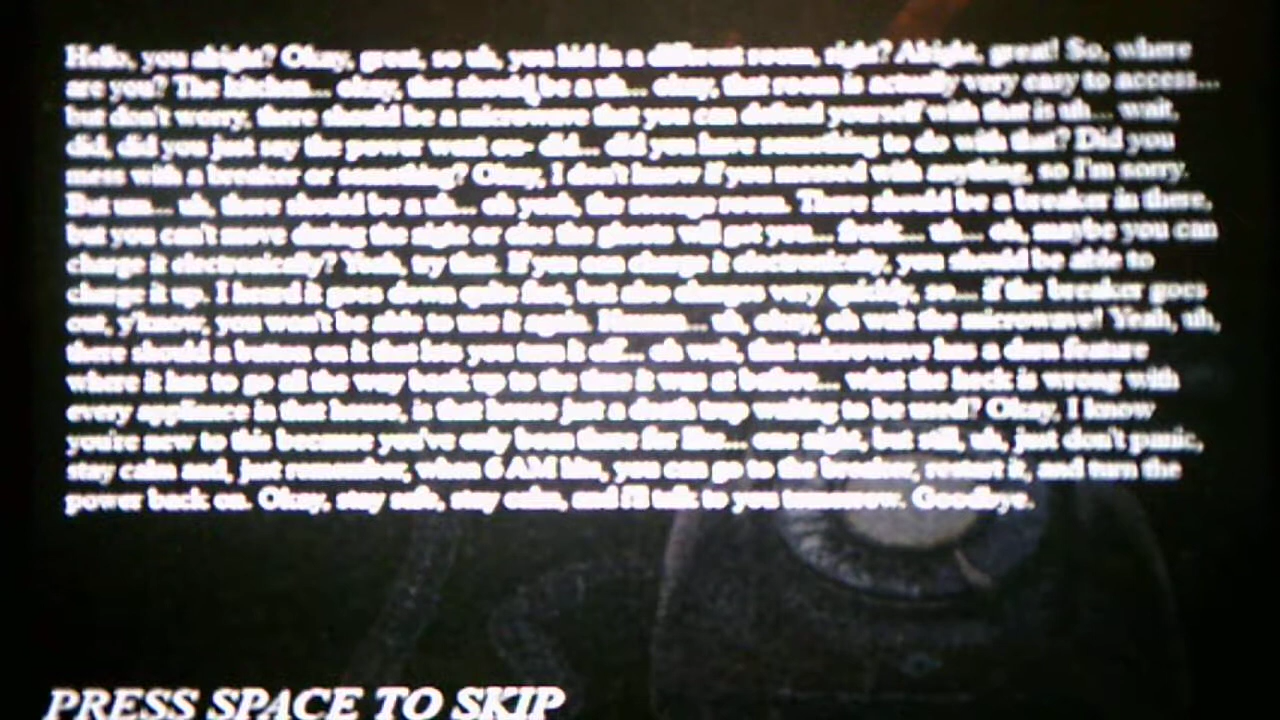 Hello, you alright? Okay, great, so uh, you hid in a different room, right? Alright, great! So, where
are you? The kitchen... okay, that should be a uh... okay, that room is actually very easy to access...
but don't worry, there should be a microwave that you can defend yourself with that is uh... wait,
did, did you just say the power went ou- did... did you have something to do with that? Did you
mess with a breaker or something? Okay, I don't know if you messed with anything, so I'm sorry.
But um... uh, there should be a uh... oh yeah, the storage room. There should be a breaker in there,
but you can't move during the night or else the ghosts will get you... freak... uh... oh, maybe you can
charge it electronically? Yeah, try that. If you can charge it electronically, you should be able to
charge it up. I heard it goes down quite fast, but also charges very quickly, so... if the breaker goes
out, y'know, you won't be able to use it again. Hmmm... uh, okay, oh wait the microwave! Yeah, uh,
there should a button on it that lets you turn it off... oh wait, that microwave has a darn feature
where it has to go all the way back up to the time it was at before... what the heck is wrong with
every appliance in that house, is that house just a death trap waiting to be used? Okay, I know
you're new to this because you've only been there for like... one night, but still, uh, just don't panic,
stay calm and, just remember, when 6 AM hits, you can go to the breaker, restart it, and turn the
power back on. Okay, stay safe, stay calm, and I'll talk to you tomorrow. Goodbye.
PRESS SPACE TO SKIP